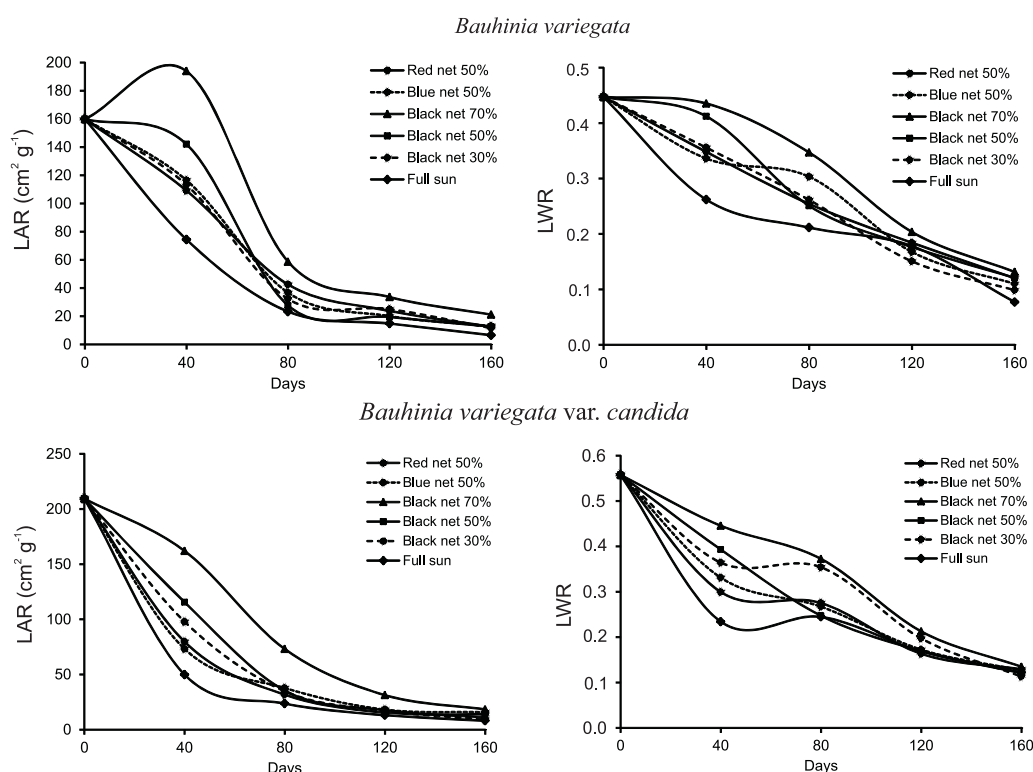 Bauhinia variegata
LAR (cm² g⁻¹)
200
180
160
140
120
100
80
60
40
20
0
0 40 80 120 160
Days
Red net 50%
Blue net 50%
Black net 70%
Black net 50%
Black net 30%
Full sun
LWR
0.5
0.4
0.3
0.2
0.1
0.0
0 40 80 120 160
Days
Red net 50%
Blue net 50%
Black net 70%
Black net 50%
Black net 30%
Full sun
Bauhinia variegata var. candida
LAR (cm² g⁻¹)
250
200
150
100
50
0
0 40 80 120 160
Days
Red net 50%
Blue net 50%
Black net 70%
Black net 50%
Black net 30%
Full sun
LWR
0.6
0.5
0.4
0.3
0.2
0.1
0.0
0 40 80 120 160
Days
Red net 50%
Blue net 50%
Black net 70%
Black net 50%
Black net 30%
Full sun